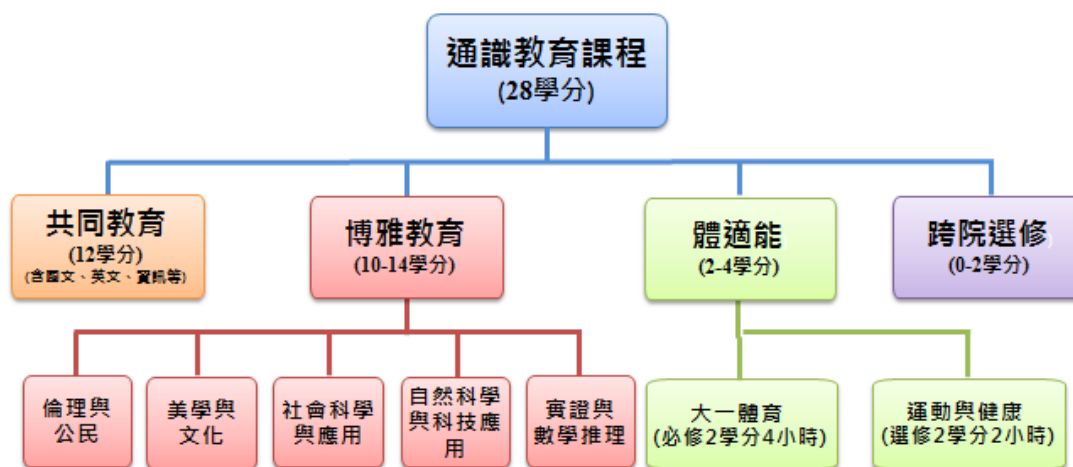 通識教育課程
(28學分)
共同教育
(12學分)
(含國文、英文、資訊等)
博雅教育
(10-14學分)
體適能
(2-4學分)
跨院選修
(0-2學分)
倫理與
公民
美學與
文化
社會科學
與應用
自然科學
與科技應
用
實證與
數學推理
大一體育
(必修2學分4小時)
運動與健康
(選修2學分2小時)